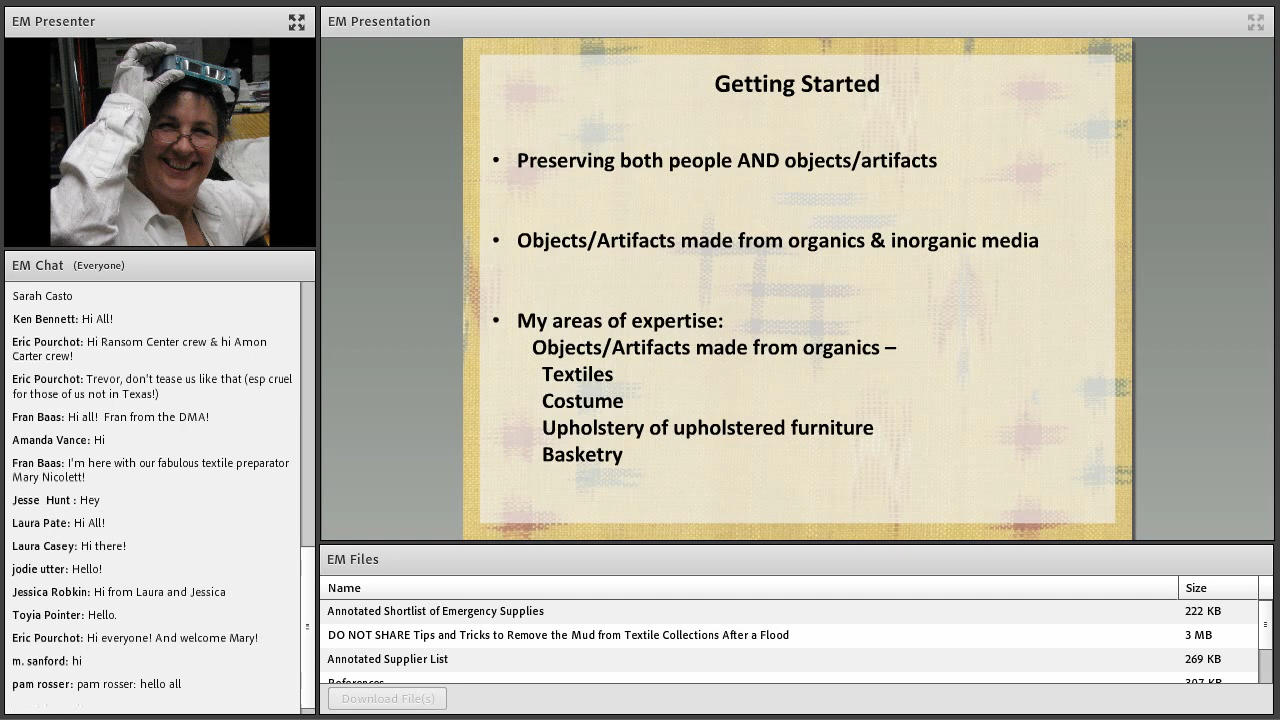 EM Presenter
EM Presentation
Getting Started
• Preserving both people AND objects/artifacts
• Objects/Artifacts made from organics & inorganic media
• My areas of expertise:
Objects/Artifacts made from organics –
Textiles
Costume
Upholstery of upholstered furniture
Basketry
EM Chat (Everyone)
Sarah Casto
Ken Bennett: Hi All!
Eric Pourchot: Hi Ransom Center crew & hi Amon
Carter crew!
Eric Pourchot: Trevor, don't tease us like that (esp cruel
for those of us not in Texas!)
Fran Baas: Hi all! Fran from the DMA!
Amanda Vance: Hi
Fran Baas: I'm here with our fabulous textile preparator
Mary Nicolett!
Jesse Hunt : Hey
Laura Pate: Hi All!
Laura Casey: Hi there!
jodie utter: Hello!
Jessica Robkin: Hi from Laura and Jessica
Toyia Pointer: Hello.
Eric Pourchot: Hi everyone! And welcome Mary!
m. sanford: hi
pam rosser: pam rosser: hello all
EM Files
Name Size
Annotated Shortlist of Emergency Supplies 222 KB
DO NOT SHARE Tips and Tricks to Remove the Mud from Textile Collections After a Flood 3 MB
Annotated Supplier List 269 KB
References 307 KB
Download File(s)